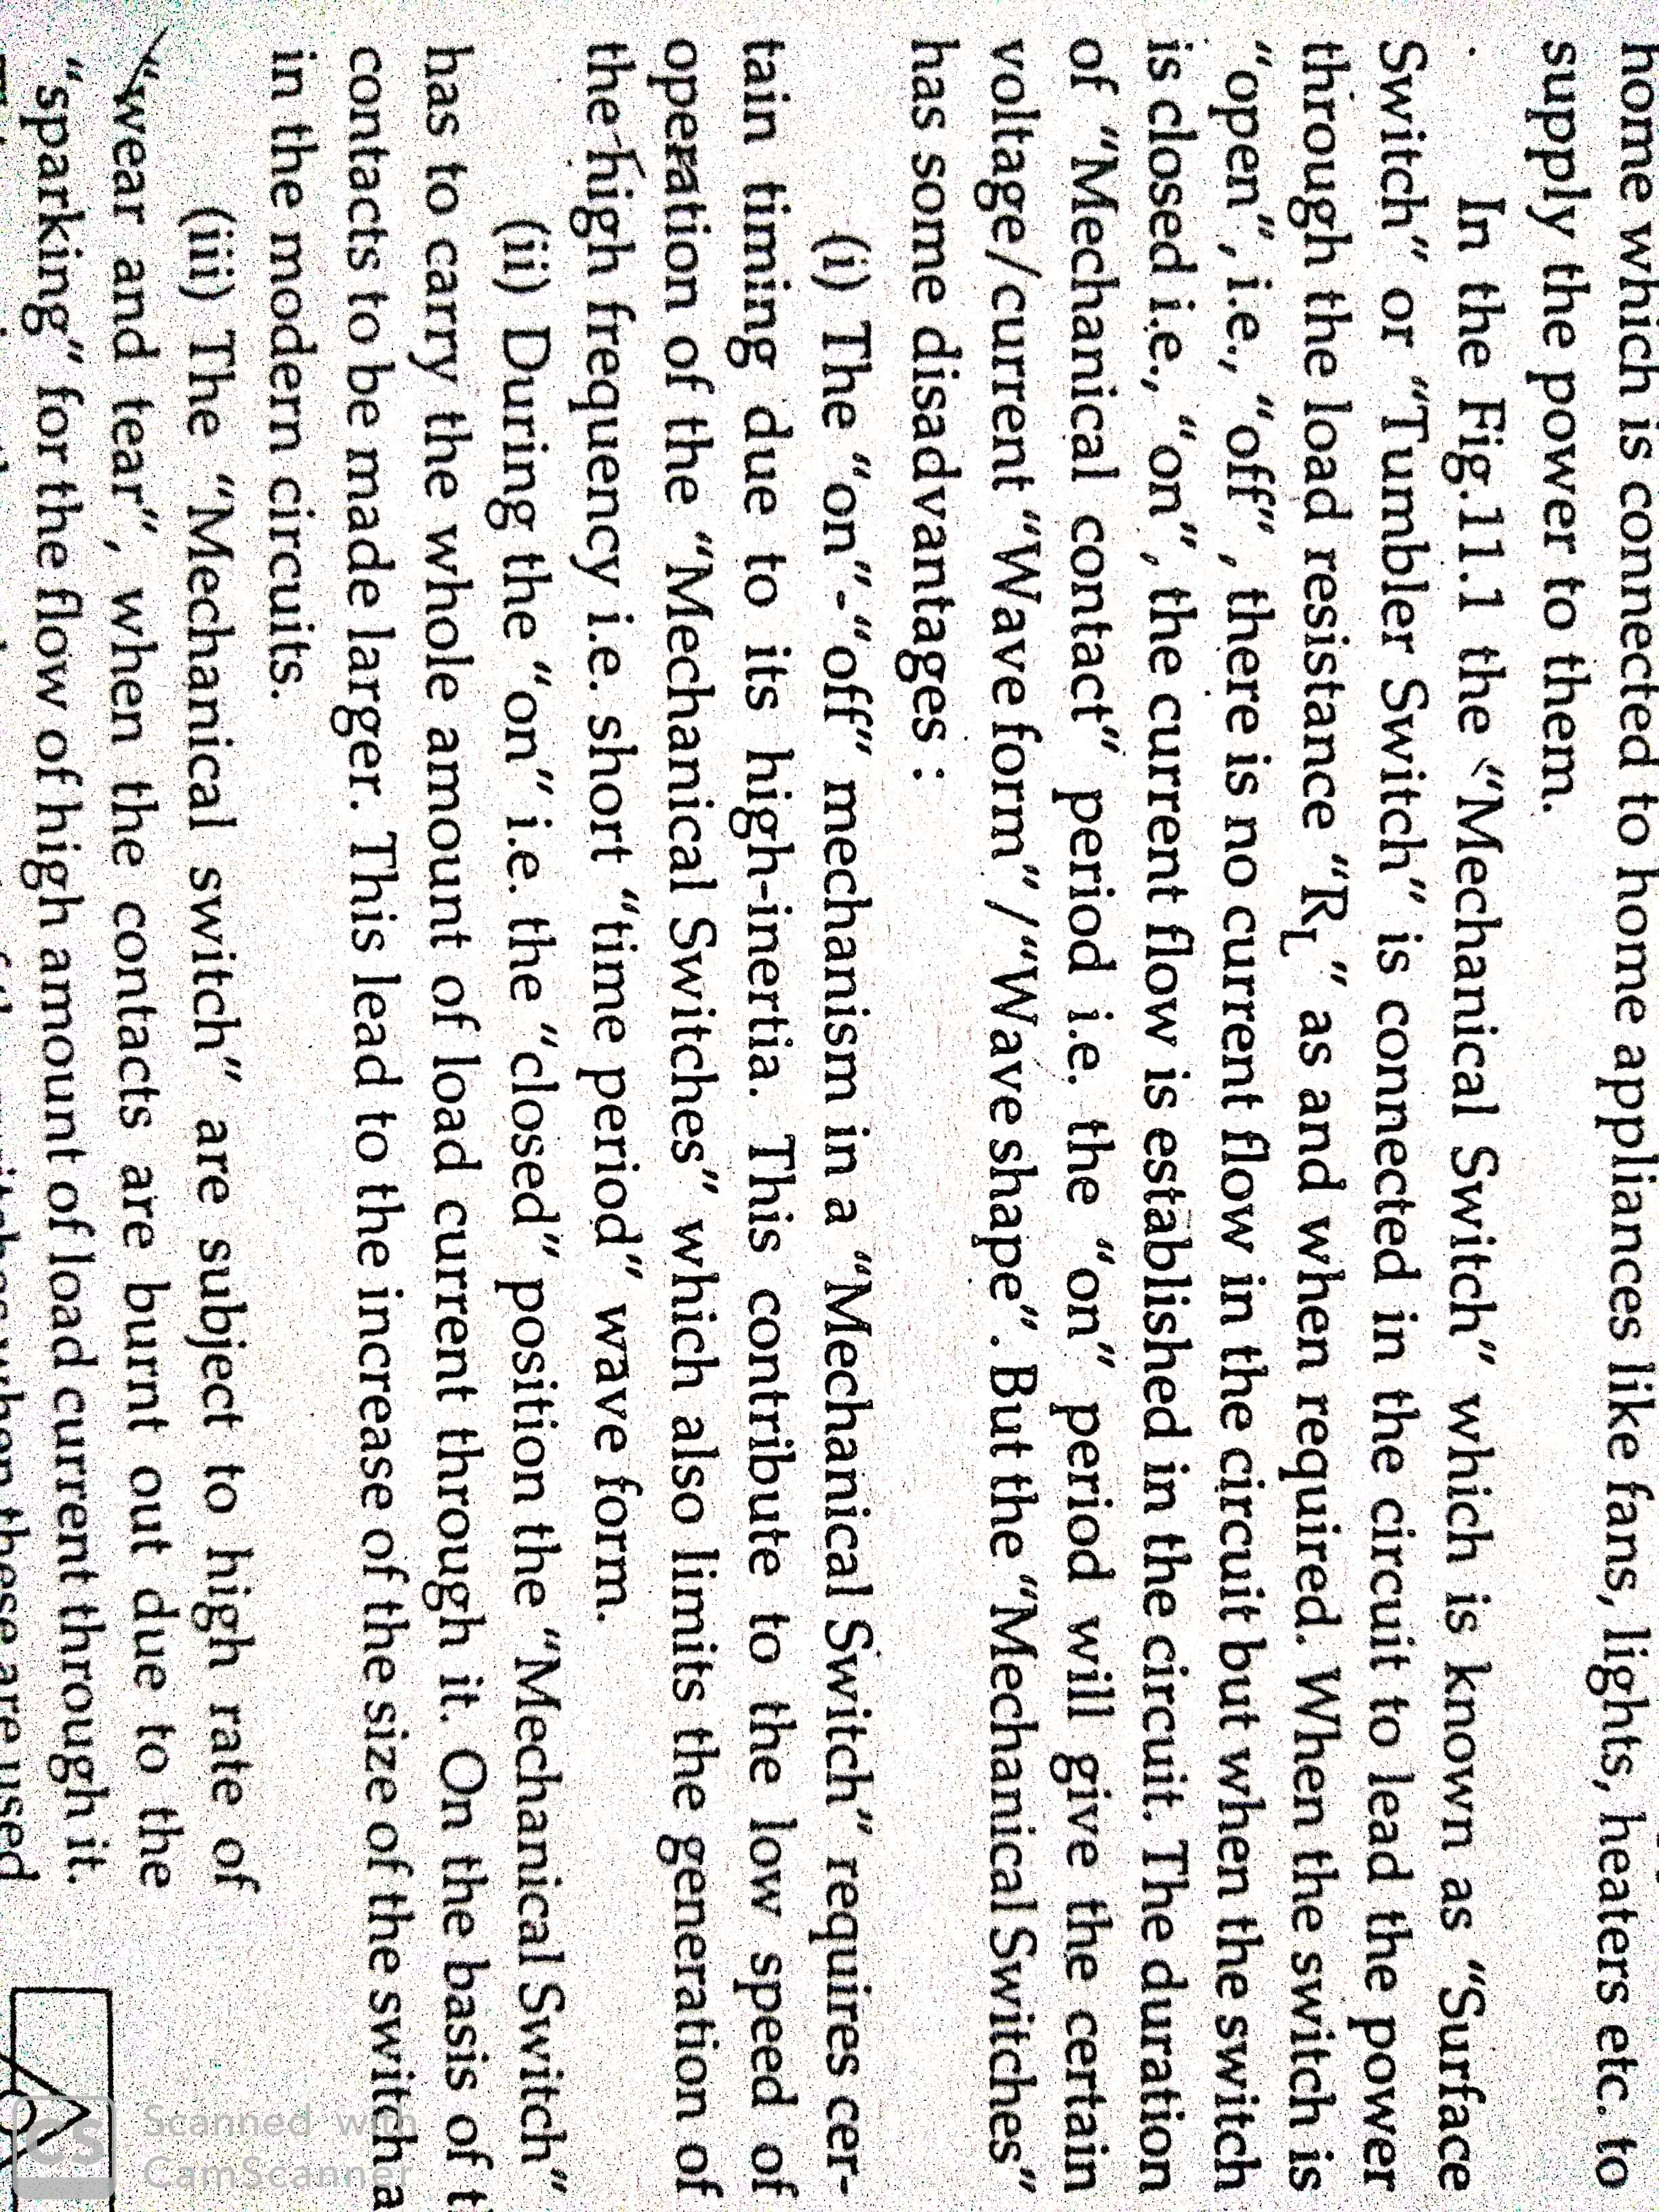 home which is connected to home appliances like fans, lights, heaters etc. to
supply the power to them.
In the Fig.11.1 the “Mechanical Switch” which is known as “Surface
Switch” or “Tumbler Switch” is connected in the circuit to lead the power
through the load resistance “RL” as and when required. When the switch is
“open”, i.e., “off” , there is no current flow in the circuit but when the switch
is closed i.e., “on”, the current flow is established in the circuit. The duration
of “Mechanical contact” period i.e. the “on” period will give the certain
voltage/current “Wave form”/“Wave shape”. But the “Mechanical Switches”
has some disadvantages :
(i) The “on”-“off” mechanism in a “Mechanical Switch” requires cer-
tain timing due to its high-inertia. This contribute to the low speed of
operation of the “Mechanical Switches” which also limits the generation of
the high frequency i.e. short “time period” wave form.
(ii) During the “on” i.e. the “closed” position the “Mechanical Switch”
has to carry the whole amount of load current through it. On the basis of t
contacts to be made larger. This lead to the increase of the size of the switch a
in the modern circuits.
(iii) The “Mechanical switch” are subject to high rate of
“wear and tear”, when the contacts are burnt out due to the
“sparking” for the flow of high amount of load current through it.
switches when these are used
CS
Scanned with
CamScanner